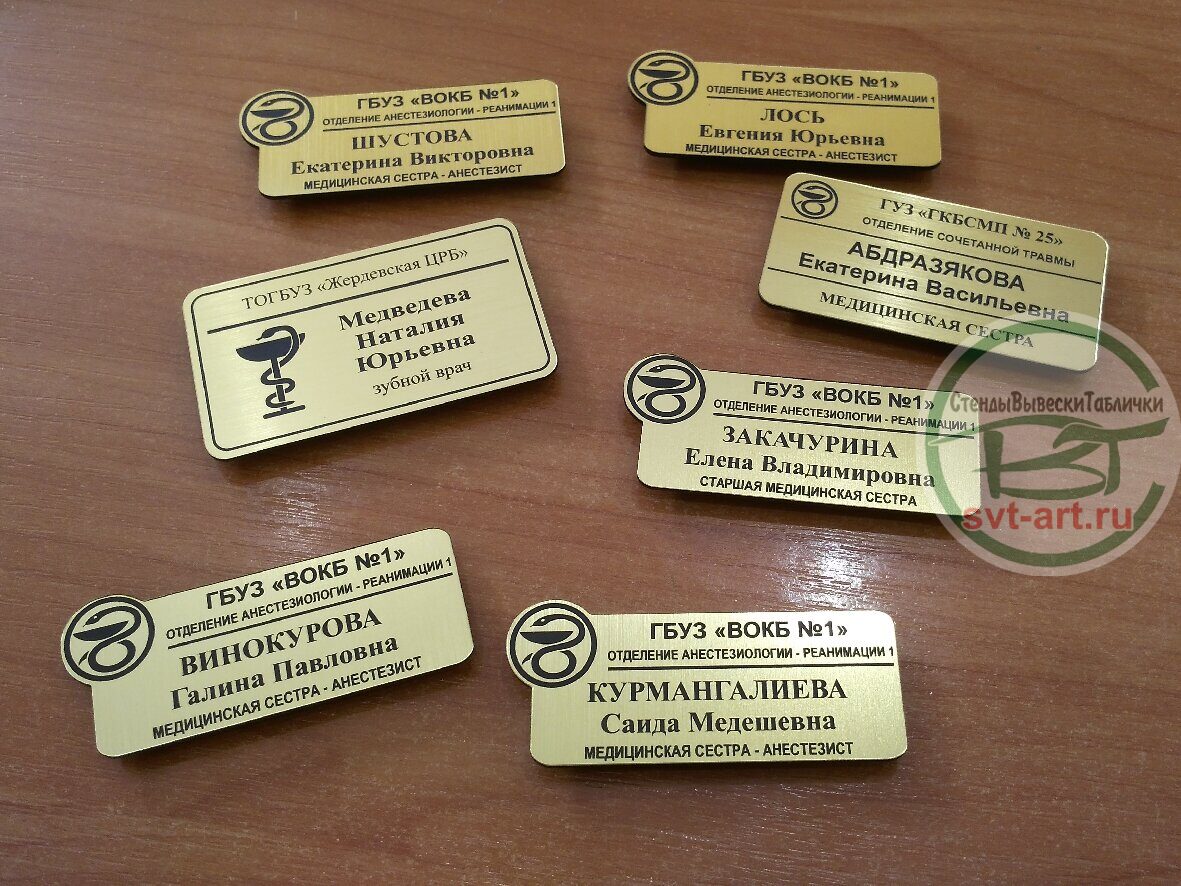 ГБУЗ «ВОКБ №1»
ОТДЕЛЕНИЕ АНЕСТЕЗИОЛОГИИ - РЕАНИМАЦИИ 1
ШУСТОВА
Екатерина Викторовна
МЕДИЦИНСКАЯ СЕСТРА - АНЕСТЕЗИСТ
ГБУЗ «ВОКБ №1»
ОТДЕЛЕНИЕ АНЕСТЕЗИОЛОГИИ - РЕАНИМАЦИИ 1
ЛОСЬ
Евгения Юрьевна
МЕДИЦИНСКАЯ СЕСТРА - АНЕСТЕЗИСТ
ТОГБУЗ «Жердевская ЦРБ»
Медведева
Наталия
Юрьевна
зубной врач
ГУЗ «ГКБСМП № 25»
ОТДЕЛЕНИЕ СОЧЕТАННОЙ ТРАВМЫ
АБДРАЗЯКОВА
Екатерина Васильевна
МЕДИЦИНСКАЯ СЕСТРА
ГБУЗ «ВОКБ №1»
ОТДЕЛЕНИЕ АНЕСТЕЗИОЛОГИИ - РЕАНИМАЦИИ 1
ЗАКАЧУРИНА
Елена Владимировна
СТАРШАЯ МЕДИЦИНСКАЯ СЕСТРА
СтендыВывескиТаблички
svt-art.ru
ГБУЗ «ВОКБ №1»
ОТДЕЛЕНИЕ АНЕСТЕЗИОЛОГИИ - РЕАНИМАЦИИ 1
ВИНОКУРОВА
Галина Павловна
МЕДИЦИНСКАЯ СЕСТРА - АНЕСТЕЗИСТ
ГБУЗ «ВОКБ №1»
ОТДЕЛЕНИЕ АНЕСТЕЗИОЛОГИИ - РЕАНИМАЦИИ 1
КУРМАНГАЛИЕВА
Саида Медешевна
МЕДИЦИНСКАЯ СЕСТРА - АНЕСТЕЗИСТ